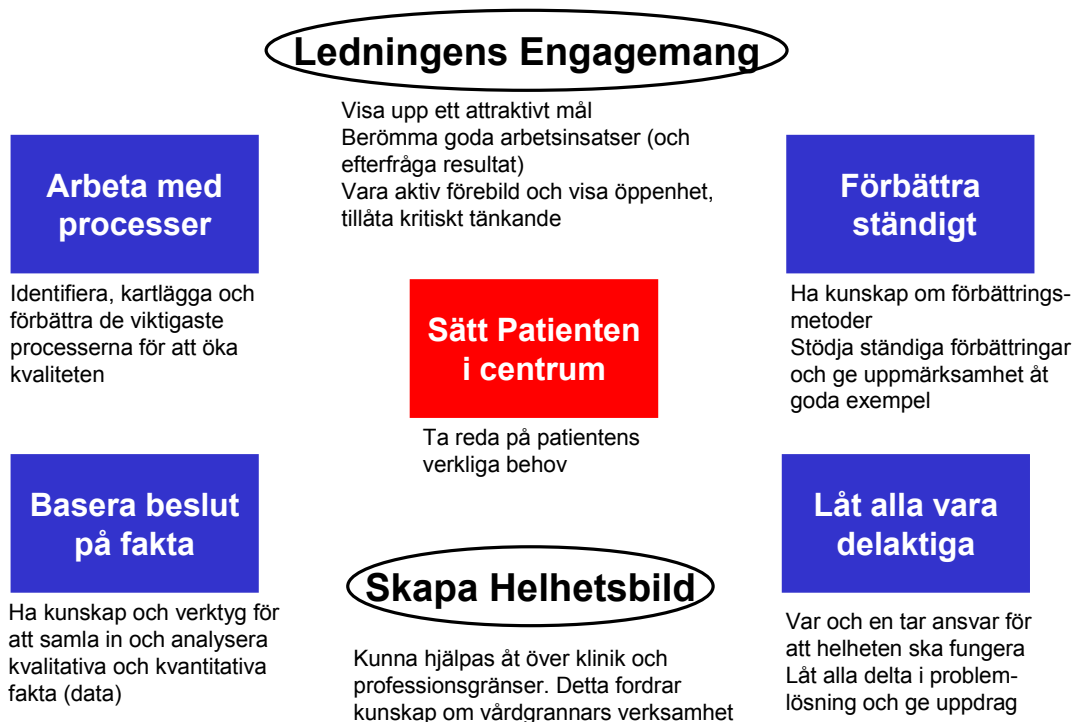 Ledningens Engagemang
Visa upp ett attraktivt mål
Berömma goda arbetsinsatser (och
efterfråga resultat)
Vara aktiv förebild och visa öppenhet,
tillåta kritiskt tänkande
Arbeta med
processer
Identifiera, kartlägga och
förbättra de viktigaste
processerna för att öka
kvaliteten
Sätt Patienten
i centrum
Ta reda på patientens
verkliga behov
Förbättra
ständigt
Ha kunskap om förbättrings-
metoder
Stödja ständiga förbättringar
och ge uppmärksamhet åt
goda exempel
Basera beslut
på fakta
Ha kunskap och verktyg för
att samla in och analysera
kvalitativa och kvantitativa
fakta (data)
Skapa Helhetsbild
Kunna hjälpas åt över klinik och
professionsgränser. Detta fordrar
kunskap om vårdgrannars verksamhet
Låt alla vara
delaktiga
Var och en tar ansvar för
att helheten ska fungera
Låt alla delta i problem-
lösning och ge uppdrag